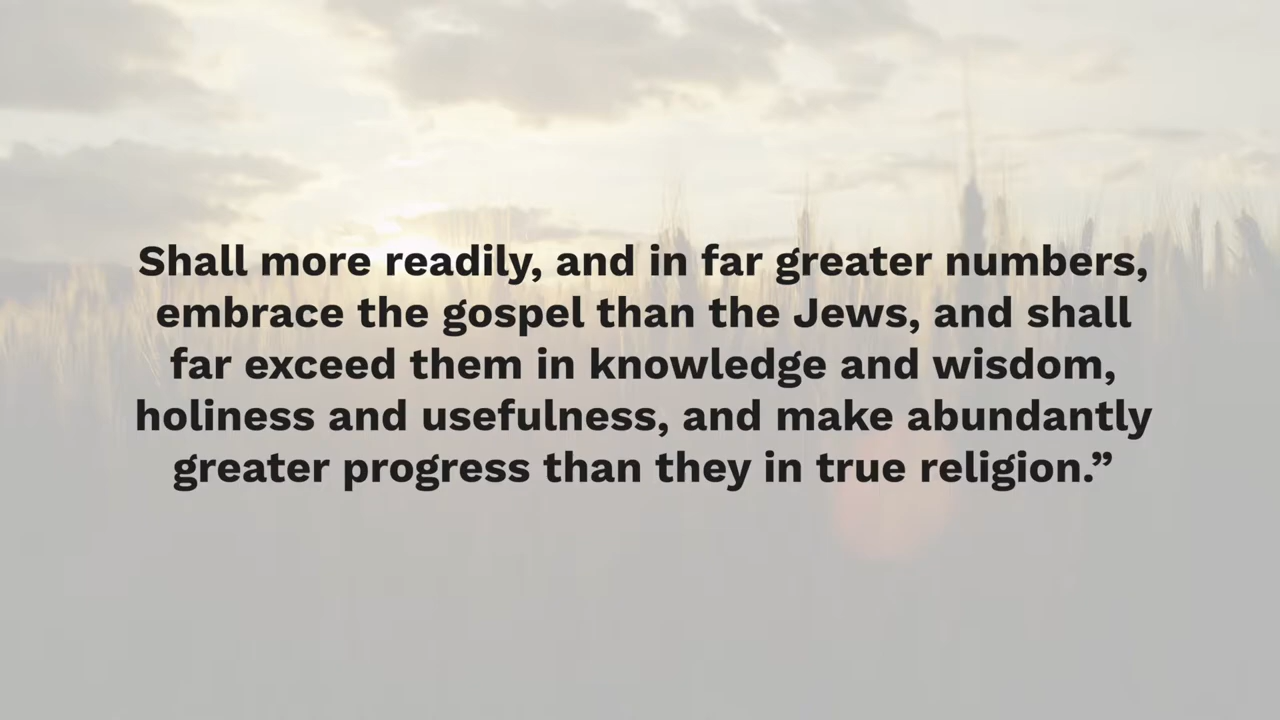 Shall more readily, and in far greater numbers,
embrace the gospel than the Jews, and shall
far exceed them in knowledge and wisdom,
holiness and usefulness, and make abundantly
greater progress than they in true religion.”